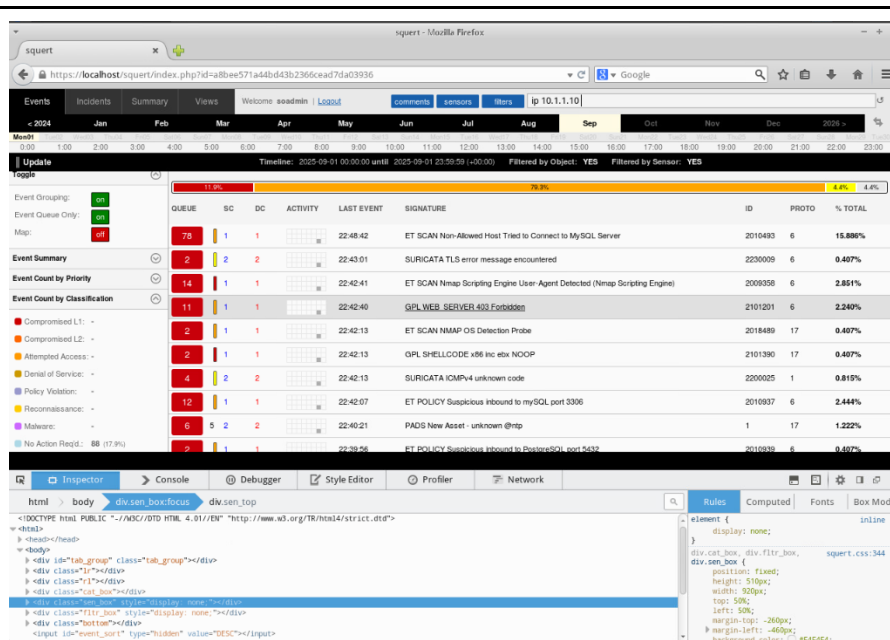 squert - Mozilla Firefox
squert
https://localhost/squert/index.php?id=a8bee571a44bd43b2366cead7da03936
Google
Events Incidents Summary Views Welcome soadmin | Logout comments sensors filters ip 10.1.1.10
< 2024 Jan Feb Mar Apr May Jun Jul Aug Sep Oct Nov Dec 2026 >
Mon01
0:00 1:00 2:00 3:00 4:00 5:00 6:00 7:00 8:00 9:00 10:00 11:00 12:00 13:00 14:00 15:00 16:00 17:00 18:00 19:00 20:00 21:00 22:00 23:00
Update Timeline: 2025-09-01 00:00:00 until 2025-09-01 23:59:59 (+00:00) Filtered by Object: YES Filtered by Sensor: YES
Toggle
11.9% 79.3% 4.4% 4.4%
Event Grouping: on
Event Queue Only: on
Map: off
Event Summary
Event Count by Priority
Event Count by Classification
Compromised L1: -
Compromised L2: -
Attempted Access: -
Denial of Service: -
Policy Violation: -
Reconnaissance: -
Malware: -
No Action Req'd.: 88 (17.9%)
QUEUE SC DC ACTIVITY LAST EVENT SIGNATURE ID PROTO % TOTAL
78 1 1 22:48:42 ET SCAN Non-Allowed Host Tried to Connect to MySQL Server 2010493 6 15.886%
2 2 2 22:43:01 SURICATA TLS error message encountered 2230009 6 0.407%
14 1 1 22:42:41 ET SCAN Nmap Scripting Engine User-Agent Detected (Nmap Scripting Engine) 2009358 6 2.851%
11 1 1 22:42:40 GPL WEB_SERVER 403 Forbidden 2101201 6 2.240%
2 1 1 22:42:13 ET SCAN NMAP OS Detection Probe 2018489 17 0.407%
2 1 1 22:42:13 GPL SHELLCODE x86 inc ebx NOOP 2101390 17 0.407%
4 2 2 22:42:13 SURICATA ICMPv4 unknown code 2200025 1 0.815%
12 1 1 22:42:07 ET POLICY Suspicious inbound to mySQL port 3306 2010937 6 2.444%
6 5 2 2 22:40:21 PADS New Asset - unknown @ntp 1 17 1.222%
2 1 1 22:39:56 ET POLICY Suspicious inbound to PostgreSQL port 5432 2010939 6 0.407%
Inspector Console Debugger Style Editor Profiler Network
html body div.sen_box:focus div.sen_top
Rules Computed Fonts Box Mod
<!DOCTYPE html PUBLIC "-//W3C//DTD HTML 4.01//EN" "http://www.w3.org/TR/html4/strict.dtd">
<html>
<head></head>
<body>
<div id="tab_group" class="tab_group"></div>
<div class="lr"></div>
<div class="rl"></div>
<div class="cat_box"></div>
<div class="sen_box" style="display: none;"></div>
<div class="fltr_box" style="display: none;"></div>
<div class="bottom"></div>
<input id="event_sort" type="hidden" value="DESC"></input>
element { inline
display: none;
}
div.cat_box, div.fltr_box, squert.css:344
div.sen_box {
position: fixed;
height: 510px;
width: 920px;
top: 50%;
left: 50%;
margin-top: -260px;
margin-left: -460px;